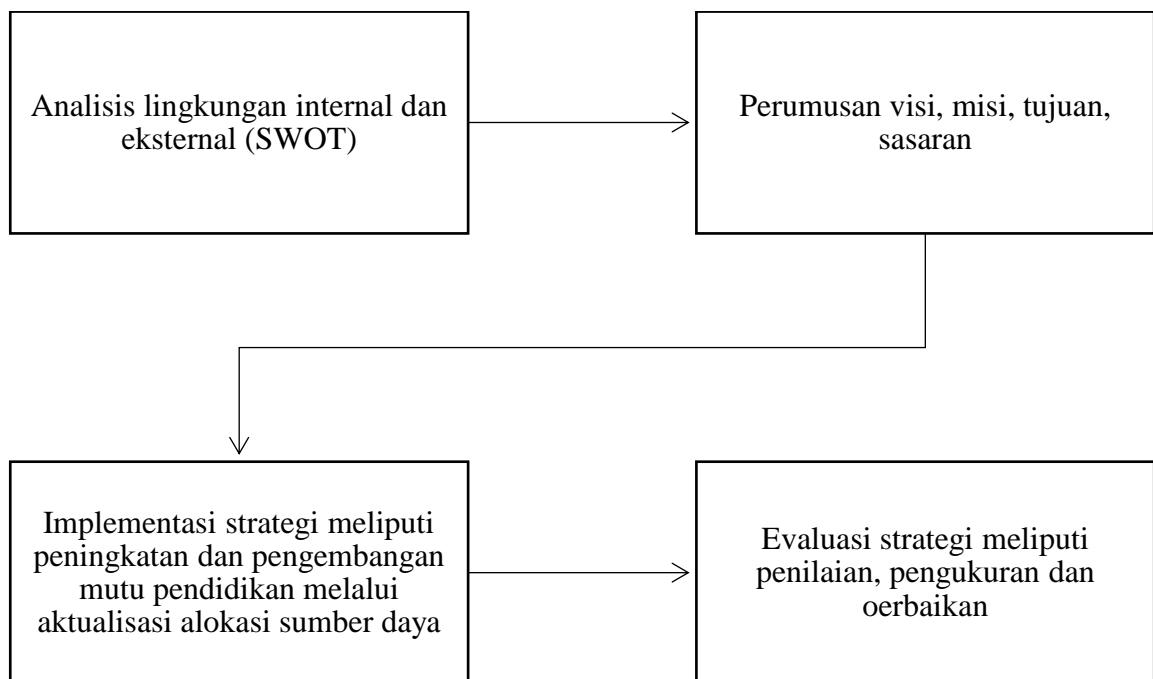 Analisis lingkungan internal dan
eksternal (SWOT)
Perumusan visi, misi, tujuan,
sasaran
Implementasi strategi meliputi
peningkatan dan pengembangan
mutu pendidikan melalui
aktualisasi alokasi sumber daya
Evaluasi strategi meliputi
penilaian, pengukuran dan
oerbaikan